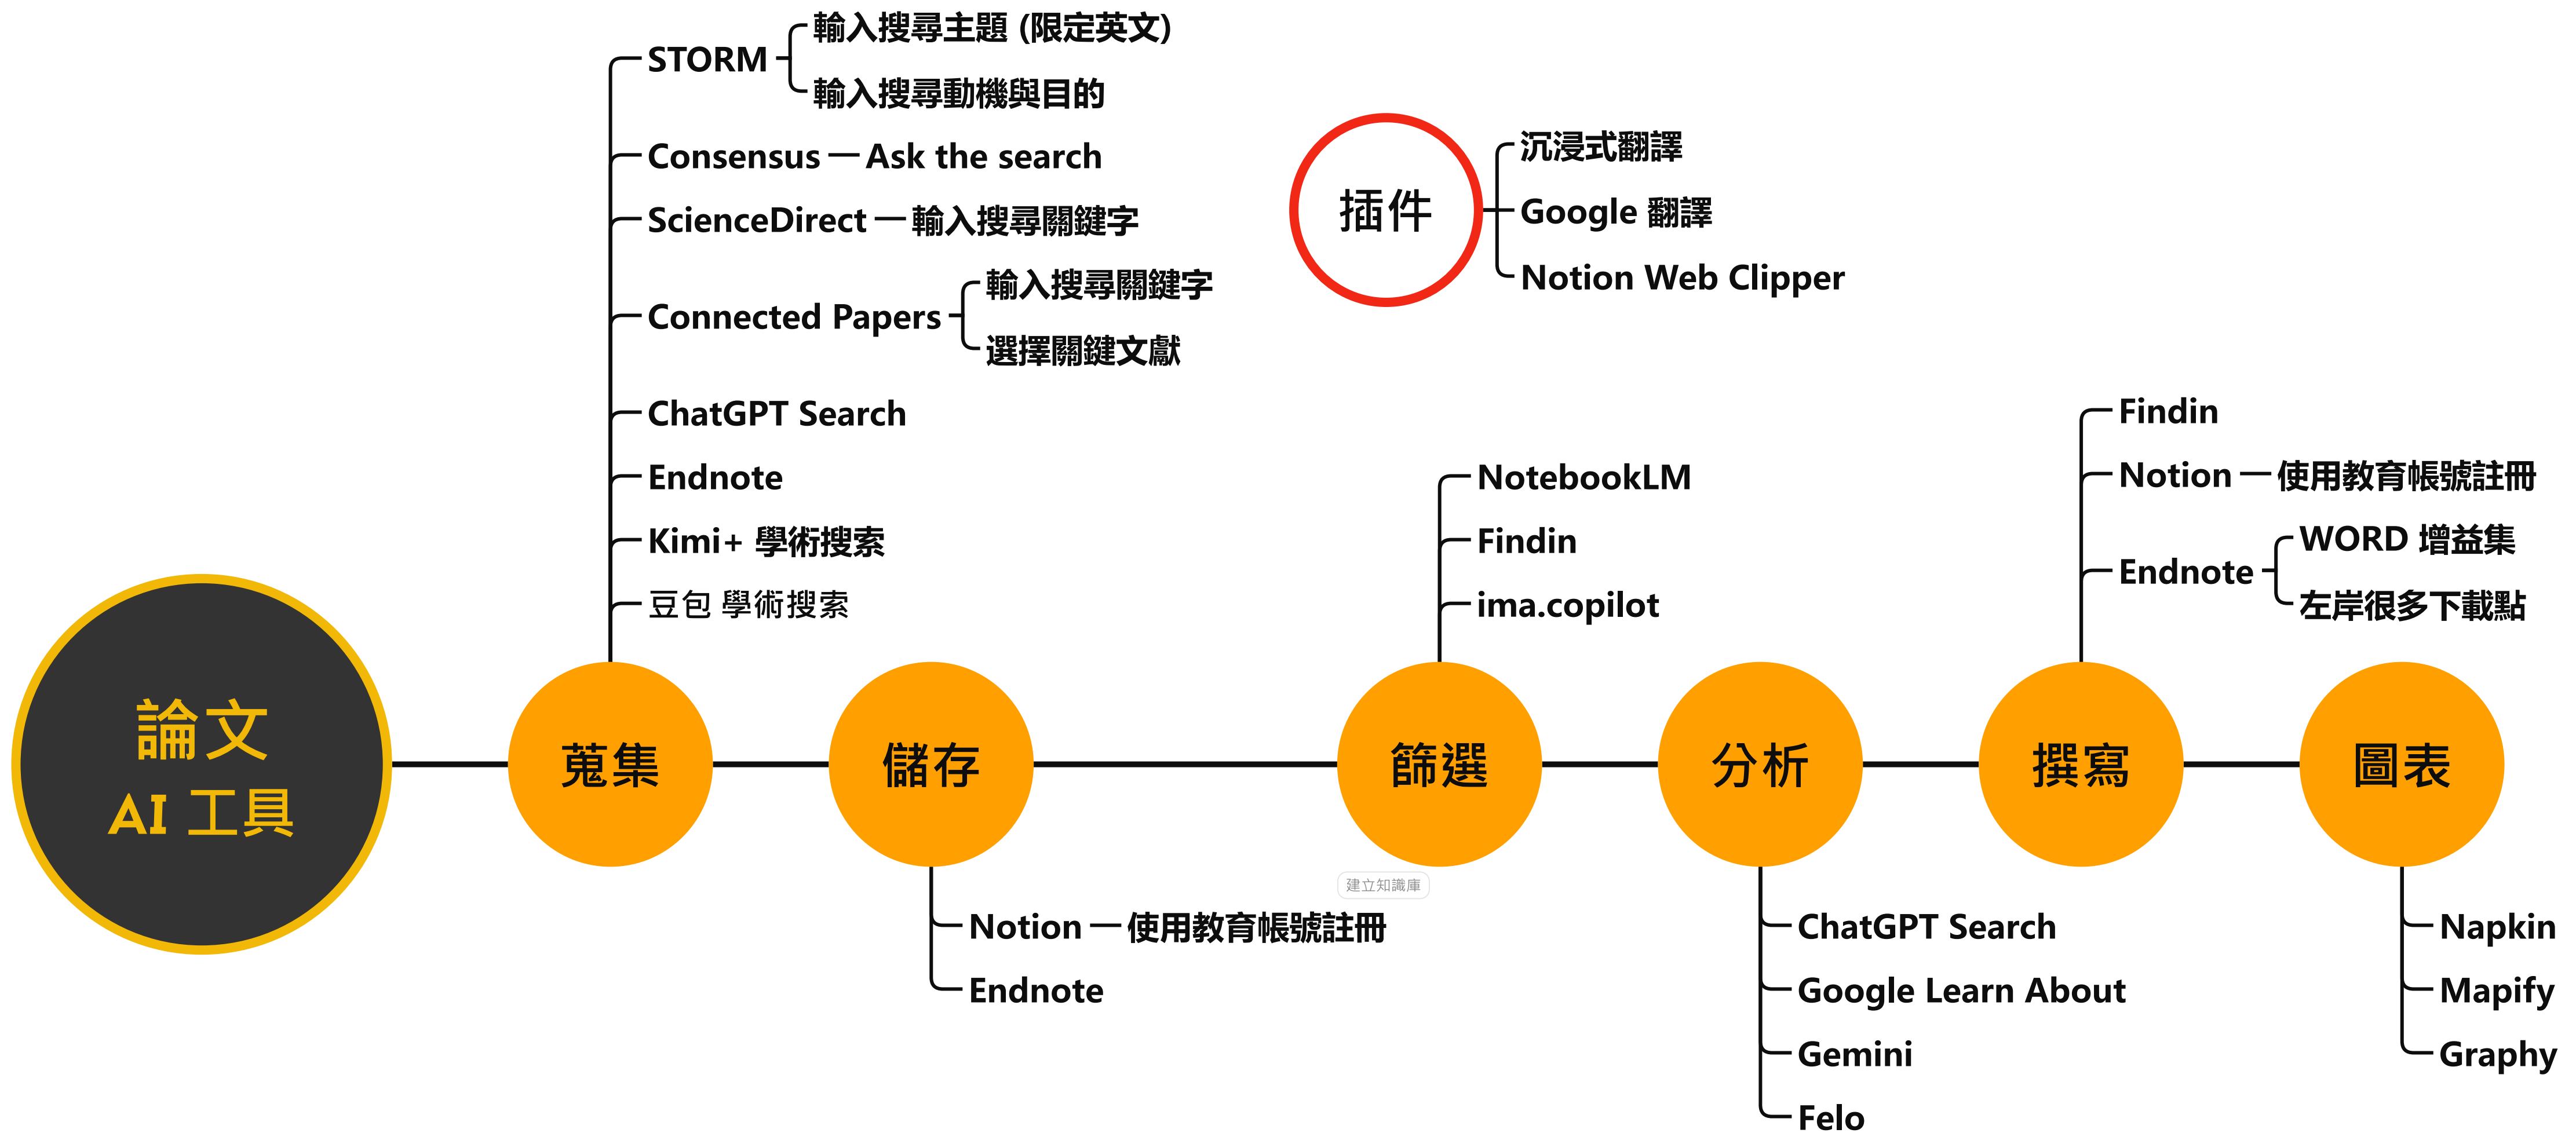 論文
AI 工具
蒐集
STORM
輸入搜尋主題 (限定英文)
輸入搜尋動機與目的
Consensus
Ask the search
ScienceDirect
輸入搜尋關鍵字
Connected Papers
輸入搜尋關鍵字
選擇關鍵文獻
ChatGPT Search
Endnote
Kimi+ 學術搜索
豆包 學術搜索
儲存
Notion
使用教育帳號註冊
Endnote
插件
沉浸式翻譯
Google 翻譯
Notion Web Clipper
篩選
建立知識庫
NotebookLM
Findin
ima.copilot
分析
ChatGPT Search
Google Learn About
Gemini
Felo
撰寫
Findin
Notion
使用教育帳號註冊
Endnote
WORD 增益集
左岸很多下載點
圖表
Napkin
Mapify
Graphy